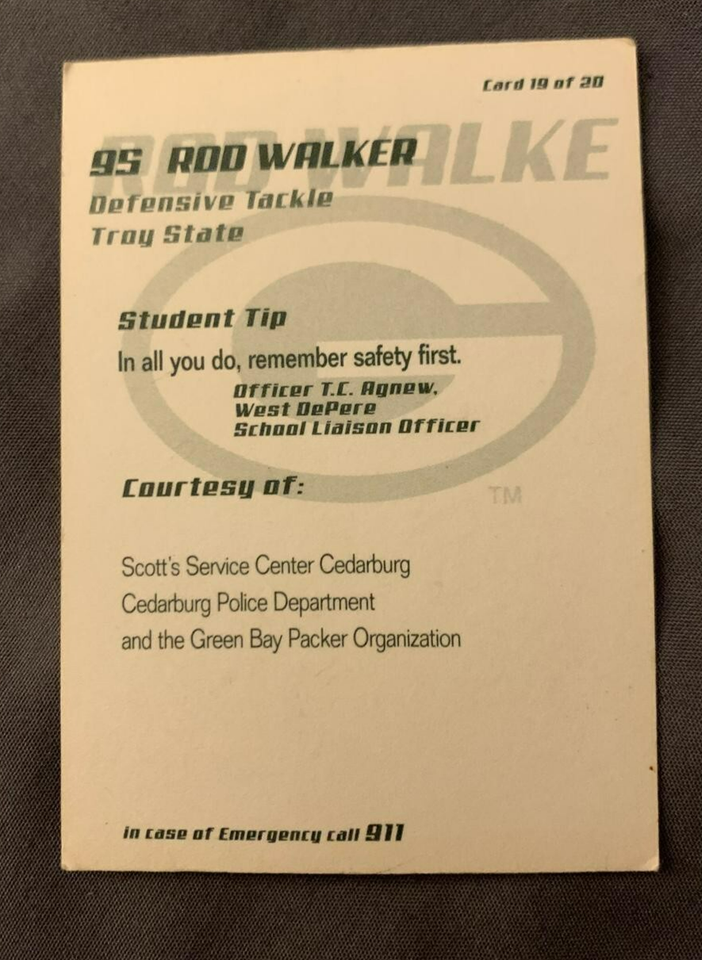 Card 19 of 20
ROD WALKE
95 ROD WALKER
Defensive Tackle
Troy State
Student Tip
In all you do, remember safety first.
Officer T.C. Agnew,
West DePere
School Liaison Officer
Courtesy of:
TM
Scott's Service Center Cedarburg
Cedarburg Police Department
and the Green Bay Packer Organization
in case of Emergency call 911